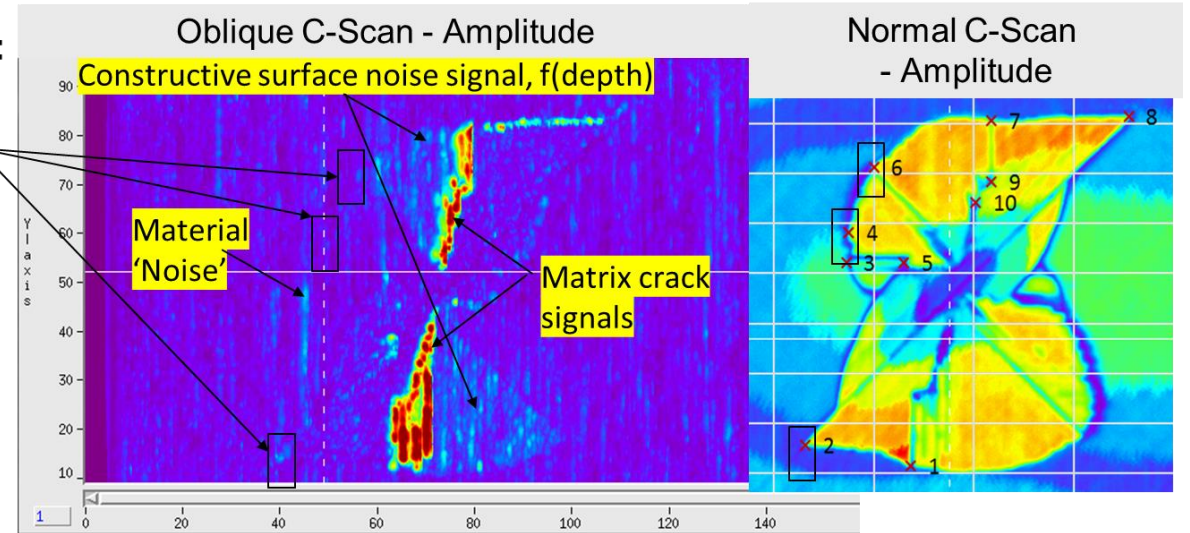 :
Oblique C-Scan - Amplitude
Normal C-Scan
- Amplitude
Constructive surface noise signal, f(depth)
Material
‘Noise’
Matrix crack
signals
Y
l
a
x
i
s
90
80
70
60
50
40
30
20
10
1
0 20 40 60 80 100 120 140
7
8
6
9
10
4
3
5
2
1